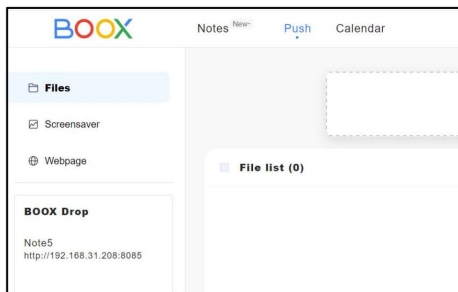 BOOX
Notes New~ Push Calendar
Files
Screensaver
Webpage
File list (0)
BOOX Drop
Note5
http://192.168.31.208:8085